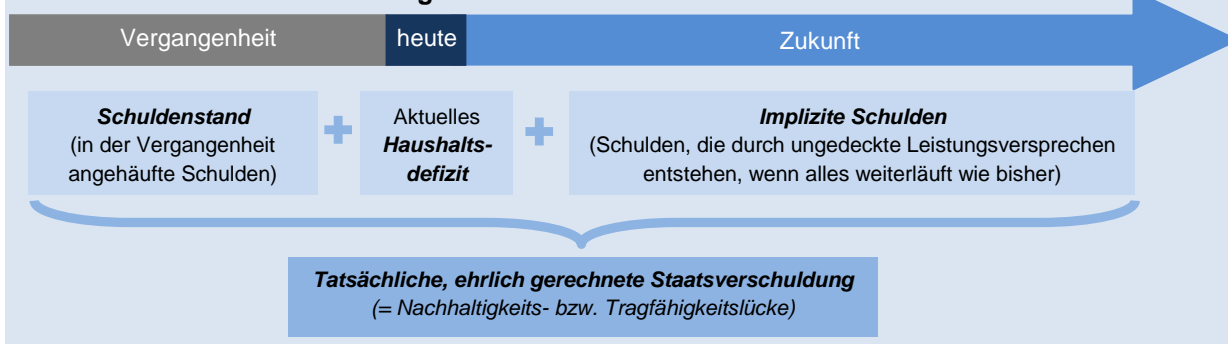 Vergangenheit heute Zukunft
Schuldenstand
(in der Vergangenheit
angehäufte Schulden)
Aktuelles
Haushalts-
defizit
Implizite Schulden
(Schulden, die durch ungedeckte Leistungsversprechen
entstehen, wenn alles weiterläuft wie bisher)
Tatsächliche, ehrlich gerechnete Staatsverschuldung
(= Nachhaltigkeits- bzw. Tragfähigkeitslücke)